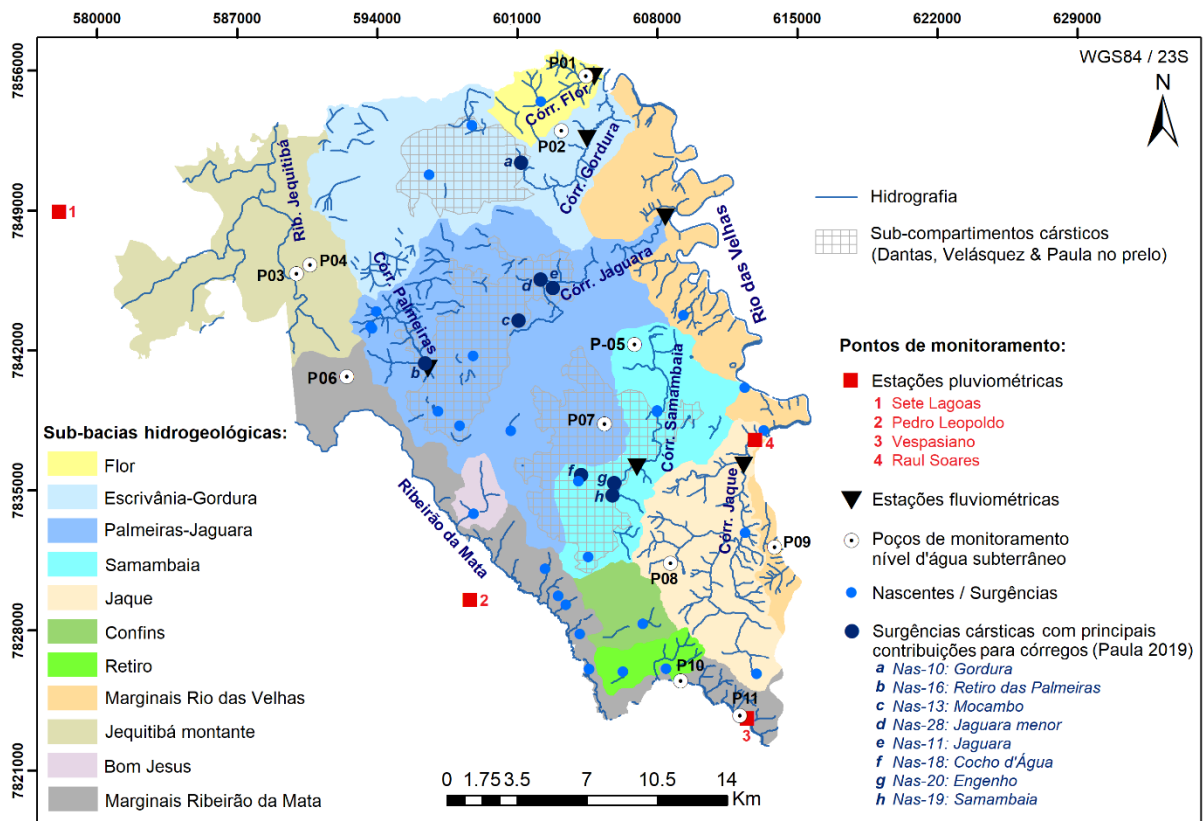 580000
587000
594000
601000
608000
615000
622000
629000
7856000
7849000
7842000
7835000
7828000
7821000
WGS84 / 23S
N
P01
Córr. Flor
P02
a
Córr. Gordura
Rib. Jequitiba
1
P03
P04
Córr. Palmeiras
e
d
Córr. Jaguara
Rio das Velhas
c
b
P-05
P06
P07
Córr. Samambaia
4
f
g
h
Ribeirão da Mata
Córr. Jaque
P09
P08
2
P10
P11
3
Hidrografia
Sub-compartimentos cársticos
(Dantas, Velásquez & Paula no prelo)
Pontos de monitoramento:
Estações pluviométricas
1 Sete Lagoas
2 Pedro Leopoldo
3 Vespasiano
4 Raul Soares
Estações fluviométricas
Poços de monitoramento
nível d'água subterrâneo
Nascentes / Surgências
Surgências cársticas com principais
contribuições para córregos (Paula 2019)
a Nas-10: Gordura
b Nas-16: Retiro das Palmeiras
c Nas-13: Mocambo
d Nas-28: Jaguara menor
e Nas-11: Jaguara
f Nas-18: Cocho d'Água
g Nas-20: Engenho
h Nas-19: Samambaia
Sub-bacias hidrogeológicas:
Flor
Escrivânia-Gordura
Palmeiras-Jaguara
Samambaia
Jaque
Confins
Retiro
Marginais Rio das Velhas
Jequitibá montante
Bom Jesus
Marginais Ribeirão da Mata
0 1.75 3.5 7 10.5 14
Km